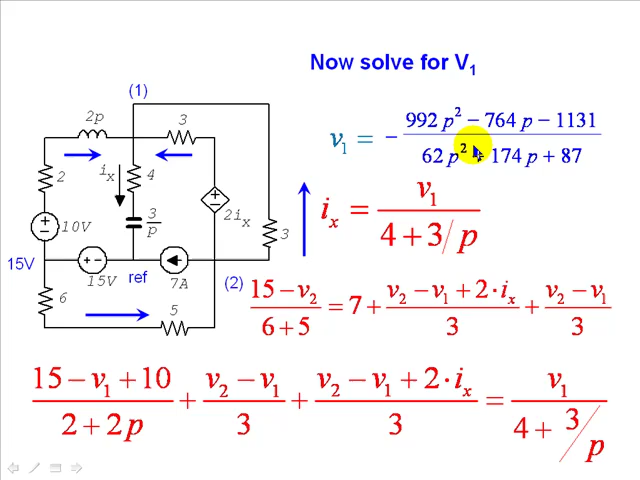 Now solve for V₁
(1)
2p
3
v₁ = − (992 p² − 764 p − 1131) / (62 p² + 174 p + 87)
iₓ
2
4
iₓ = v₁ / (4 + 3/p)
10V
3/p
2iₓ
3
15V
15V
ref
7A
(2)
(15 − v₂) / (6 + 5) = 7 + (v₂ − v₁ + 2·iₓ) / 3 + (v₂ − v₁) / 3
6
5
(15 − v₁ + 10) / (2 + 2p) + (v₂ − v₁) / 3 + (v₂ − v₁ + 2·iₓ) / 3 = v₁ / (4 + 3/p)